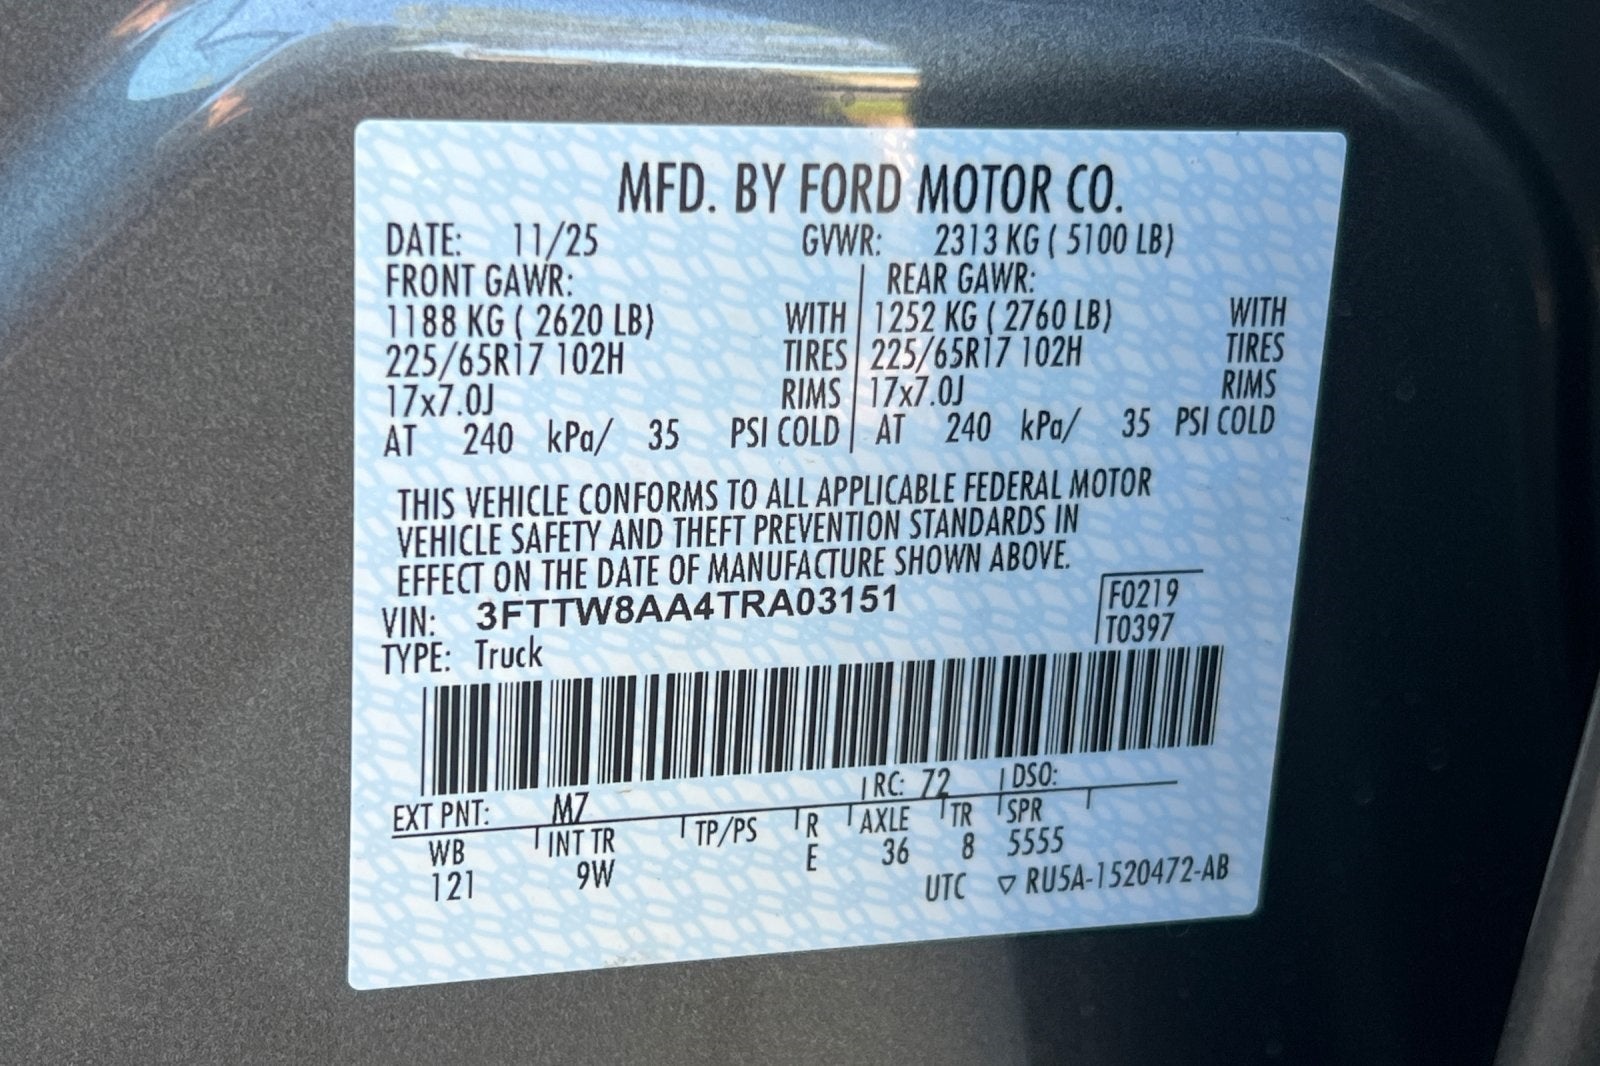 MFD. BY FORD MOTOR CO.
DATE: 11/25 GVWR: 2313 KG ( 5100 LB)
FRONT GAWR: REAR GAWR:
1188 KG ( 2620 LB) WITH 1252 KG ( 2760 LB) WITH
225/65R17 102H TIRES 225/65R17 102H TIRES
17x7.0J RIMS 17x7.0J RIMS
AT 240 kPa/ 35 PSI COLD AT 240 kPa/ 35 PSI COLD
THIS VEHICLE CONFORMS TO ALL APPLICABLE FEDERAL MOTOR
VEHICLE SAFETY AND THEFT PREVENTION STANDARDS IN
EFFECT ON THE DATE OF MANUFACTURE SHOWN ABOVE.
VIN: 3FTTW8AA4TRA03151 F0219
TYPE: Truck T0397
EXT PNT: M7 RC: 72 DSO:
WB INT TR TP/PS R AXLE TR SPR
121 9W E 36 8 5555
UTC ▽ RU5A-1520472-AB